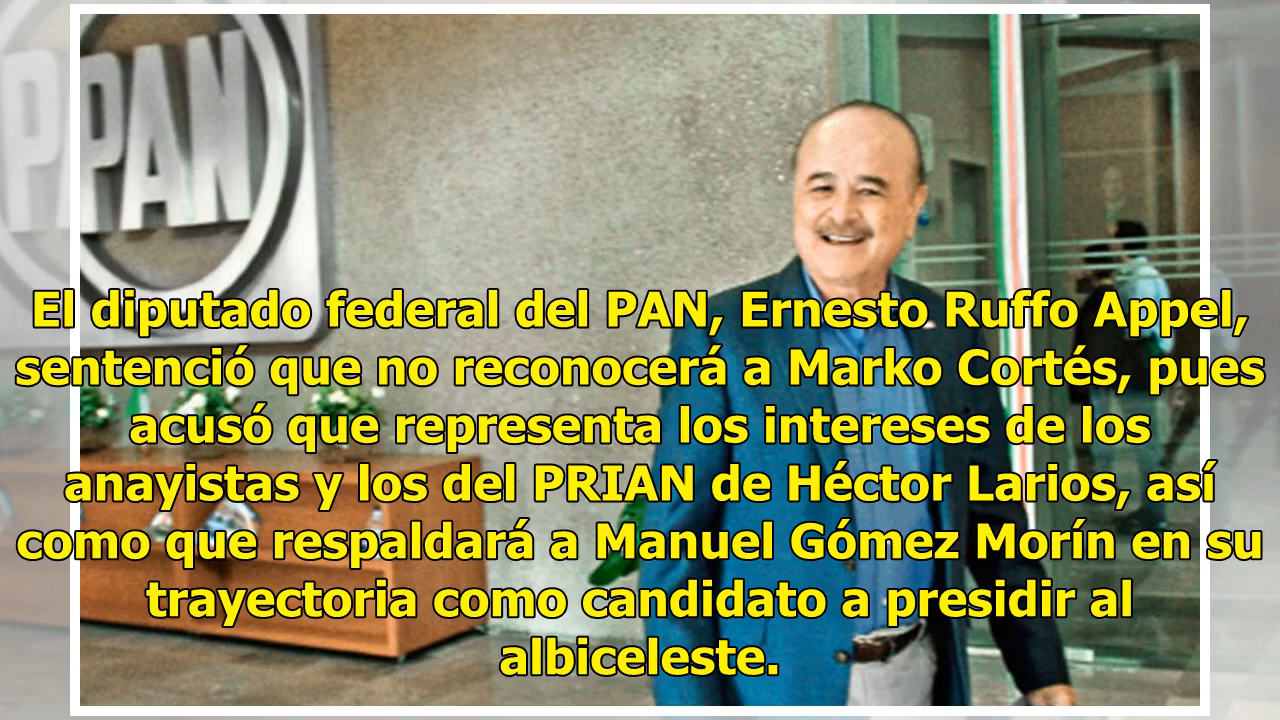 PPAN
El diputado federal del PAN, Ernesto Ruffo Appel,
sentenció que no reconocerá a Marko Cortés, pues
acusó que representa los intereses de los
anayistas y los del PRIAN de Héctor Larios, así
como que respaldará a Manuel Gómez Morín en su
trayectoria como candidato a presidir al
albiceleste.